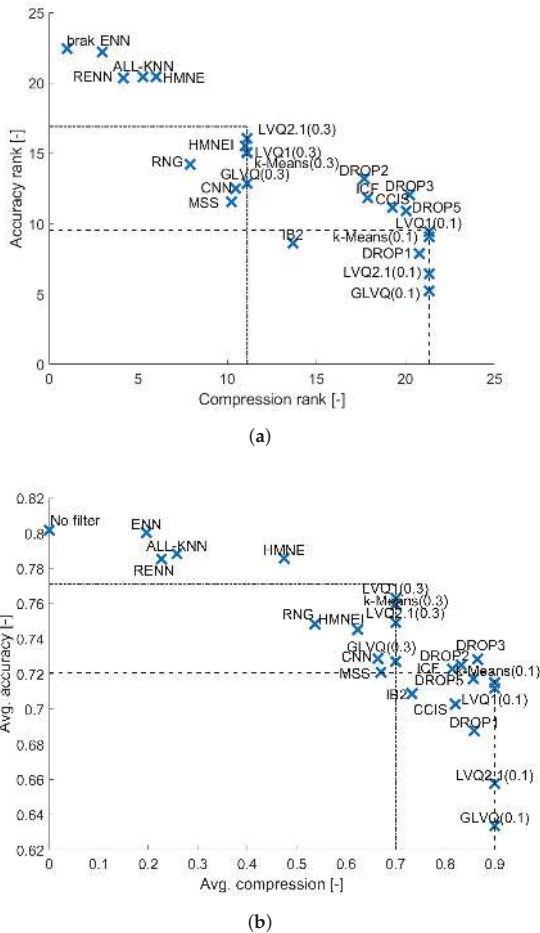 25
brak ENN
20
ALL-KNN
RENN
HMNE
LVQ2.1(0.3)
HMNEI
15
LVQ1(0.3)
RNG
k-Means(0.3)
GLVQ(0.3)
DROP2
CNN
ICF
DROP3
MSS
CCIS
DROP5
10
LVQ1(0.1)
IB2
k-Means(0.1)
DROP1
LVQ2.1(0.1)
5
GLVQ(0.1)
0
Accuracy rank [-]
0 5 10 15 20 25
Compression rank [-]
(a)
0.82
No filter
ENN
0.8
ALL-KNN
HMNE
0.78
RENN
LVQ1(0.3)
0.76
k-Means(0.3)
RNG HMNEI LVQ2.1(0.3)
0.74
GLVQ(0.3)
DROP3
CNN
DROP2
0.72
MSS
ICF
k-Means(0.1)
DROP5
IB2
LVQ1(0.1)
0.7
CCIS
DROP1
0.68
0.66
LVQ2.1(0.1)
0.64
GLVQ(0.1)
0.62
Avg. accuracy [-]
0 0.1 0.2 0.3 0.4 0.5 0.6 0.7 0.8 0.9
Avg. compression [-]
(b)